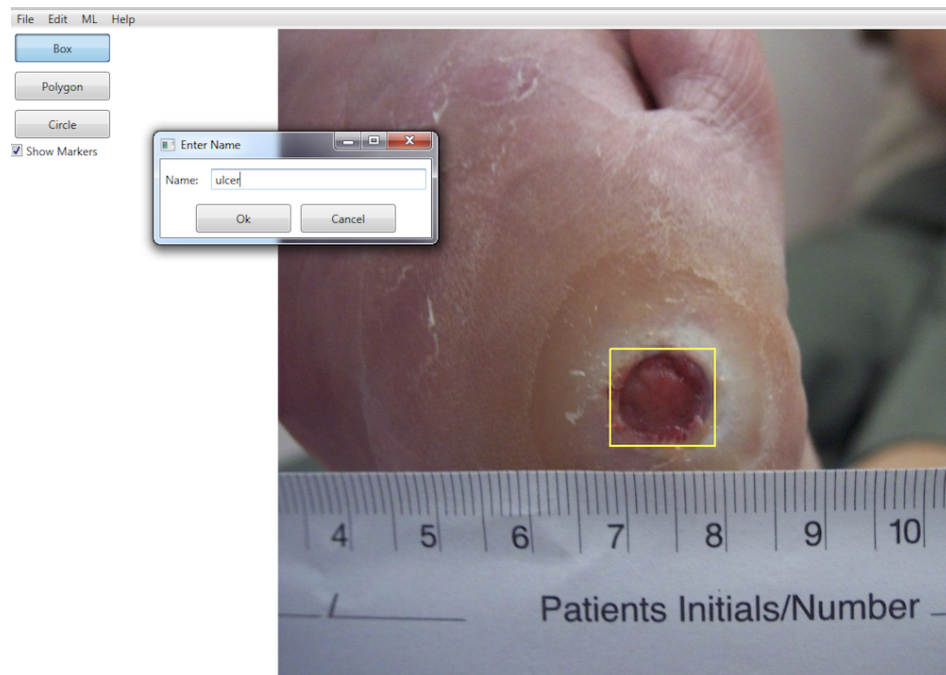 File Edit ML Help
Box
Polygon
Circle
Show Markers
Enter Name
Name: ulcer
Ok Cancel
4 5 6 7 8 9 10
Patients Initials/Number